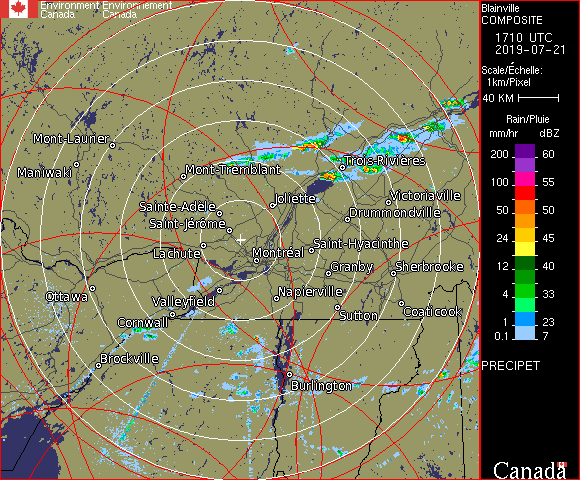 Environment Environnement
Canada Canada
Blainville
COMPOSITE
1710 UTC
2019-07-21
Scale/Échelle:
1km/Pixel
40 KM
Rain/Pluie
mm/hr dBZ
200 60
100 55
50 50
24 45
12 40
4 33
1 23
0.1 7
PRECIPET
Canada
Mont-Laurier
Maniwaki
Mont-Tremblant
Trois-Rivières
Sainte-Adèle
Joliette
Victoriaville
Drummondville
Saint-Jérôme
Lachute
Montréal
Saint-Hyacinthe
Granby
Sherbrooke
Ottawa
Valleyfield
Napierville
Sutton
Coaticook
Cornwall
Brockville
Burlington